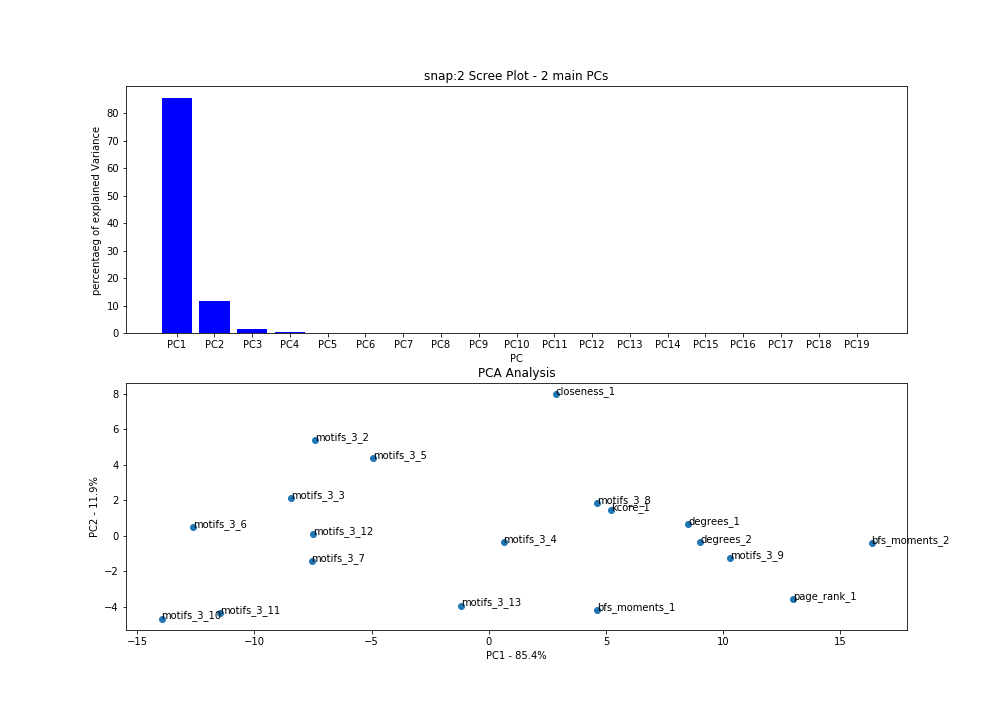 snap:2 Scree Plot - 2 main PCs
percentaeg of explained Variance
80
70
60
50
40
30
20
10
0
PC1 PC2 PC3 PC4 PC5 PC6 PC7 PC8 PC9 PC10 PC11 PC12 PC13 PC14 PC15 PC16 PC17 PC18 PC19
PC
PCA Analysis
PC2 - 11.9%
8
6
4
2
0
−2
−4
closeness_1
motifs_3_2
motifs_3_5
motifs_3_3
motifs_3_8
kcore_1
motifs_3_6
degrees_1
motifs_3_12
motifs_3_4
degrees_2
bfs_moments_2
motifs_3_7
motifs_3_9
page_rank_1
motifs_3_13
bfs_moments_1
motifs_3_11
motifs_3_10
−15 −10 −5 0 5 10 15
PC1 - 85.4%